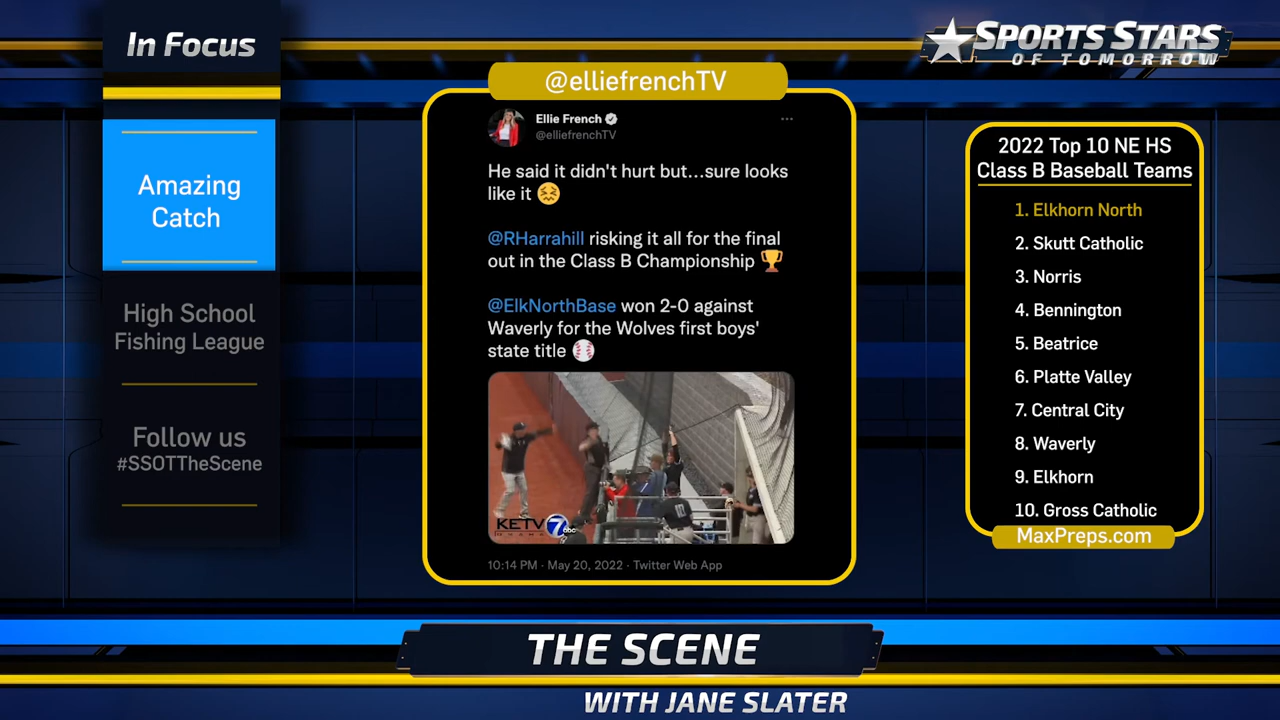 In Focus
SPORTS STARS
OF TOMORROW
@elliefrenchTV
Amazing
Catch
High School
Fishing League
Follow us
#SSOTTheScene
Ellie French
@elliefrenchTV
He said it didn't hurt but...sure looks
like it 😖
@RHarrahill risking it all for the final
out in the Class B Championship 🏆
@ElkNorthBase won 2-0 against
Waverly for the Wolves first boys'
state title ⚾
KETV 7 abc
OMAHA
10:14 PM · May 20, 2022 · Twitter Web App
2022 Top 10 NE HS
Class B Baseball Teams
1. Elkhorn North
2. Skutt Catholic
3. Norris
4. Bennington
5. Beatrice
6. Platte Valley
7. Central City
8. Waverly
9. Elkhorn
10. Gross Catholic
MaxPreps.com
THE SCENE
WITH JANE SLATER